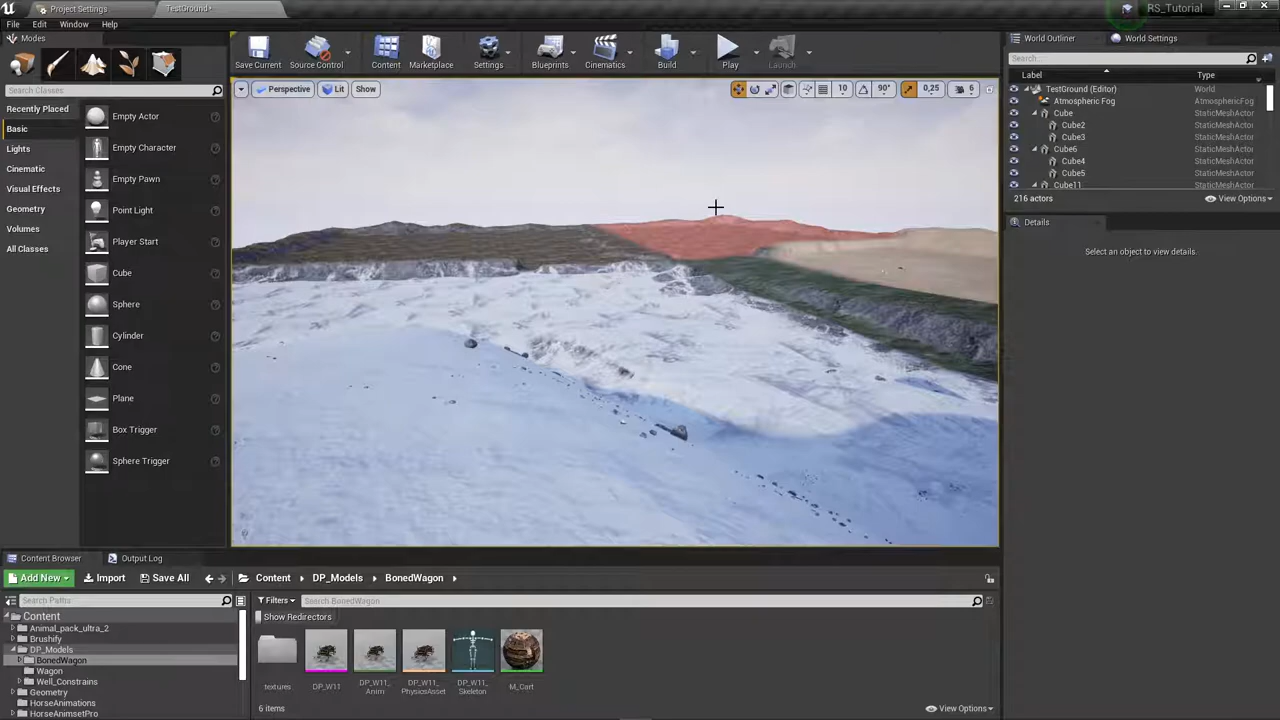 Project Settings
TestGround*
RS_Tutorial
File Edit Window Help
Modes
Search Classes
Recently Placed
Basic
Lights
Cinematic
Visual Effects
Geometry
Volumes
All Classes
Empty Actor
Empty Character
Empty Pawn
Point Light
Player Start
Cube
Sphere
Cylinder
Cone
Plane
Box Trigger
Sphere Trigger
Save Current
Source Control
Content
Marketplace
Settings
Blueprints
Cinematics
Build
Play
Launch
Perspective
Lit
Show
10
90°
0,25
6
World Outliner
World Settings
Search...
Label
Type
TestGround (Editor) World
Atmospheric Fog AtmosphericFog
Cube StaticMeshActor
Cube2 StaticMeshActor
Cube3 StaticMeshActor
Cube6 StaticMeshActor
Cube4 StaticMeshActor
Cube5 StaticMeshActor
Cube11 StaticMeshActor
216 actors
View Options
Details
Select an object to view details.
Content Browser
Output Log
Add New
Import
Save All
Content
DP_Models
BonedWagon
Search Paths
Content
Animal_pack_ultra_2
Brushify
DP_Models
BonedWagon
Wagon
Well_Constrains
Geometry
HorseAnimations
HorseAnimsetPro
Filters
Search BonedWagon
Show Redirectors
textures
DP_W11
DP_W11_
Anim
DP_W11_
PhysicsAsset
DP_W11_
Skeleton
M_Cart
6 items
View Options